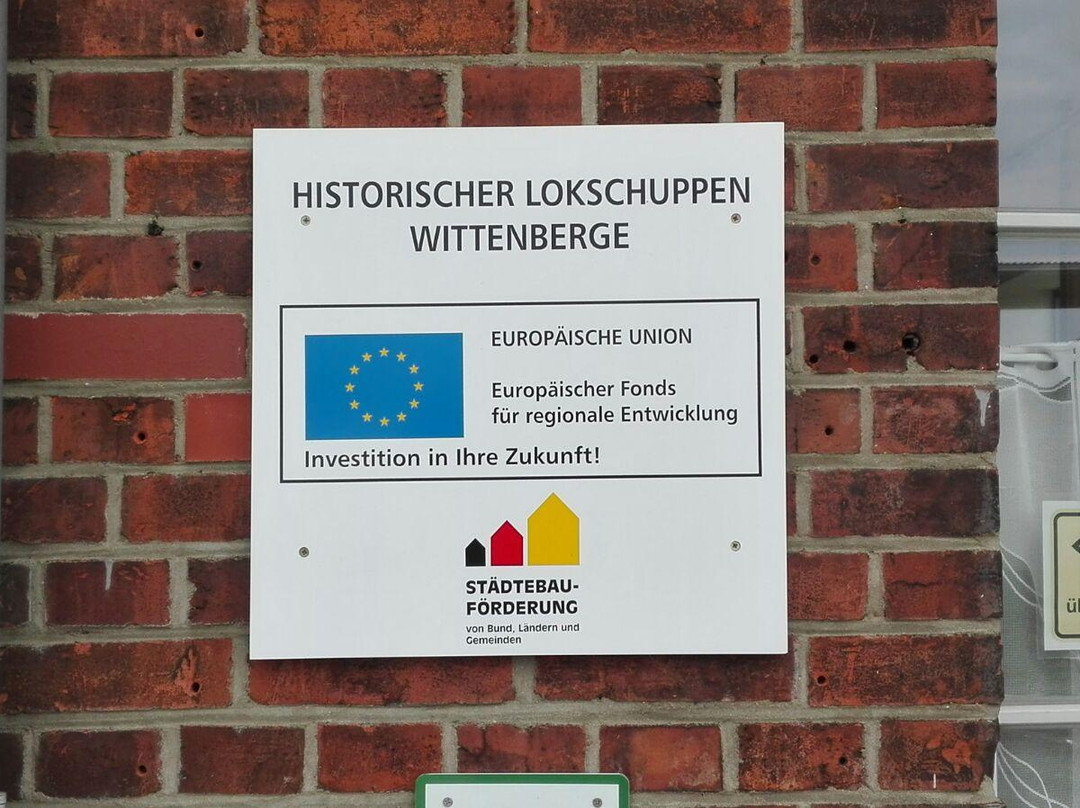 HISTORISCHER LOKSCHUPPEN
WITTENBERGE
EUROPÄISCHE UNION
Europäischer Fonds
für regionale Entwicklung
Investition in Ihre Zukunft!
STÄDTEBAU-
FÖRDERUNG
von Bund, Ländern und
Gemeinden